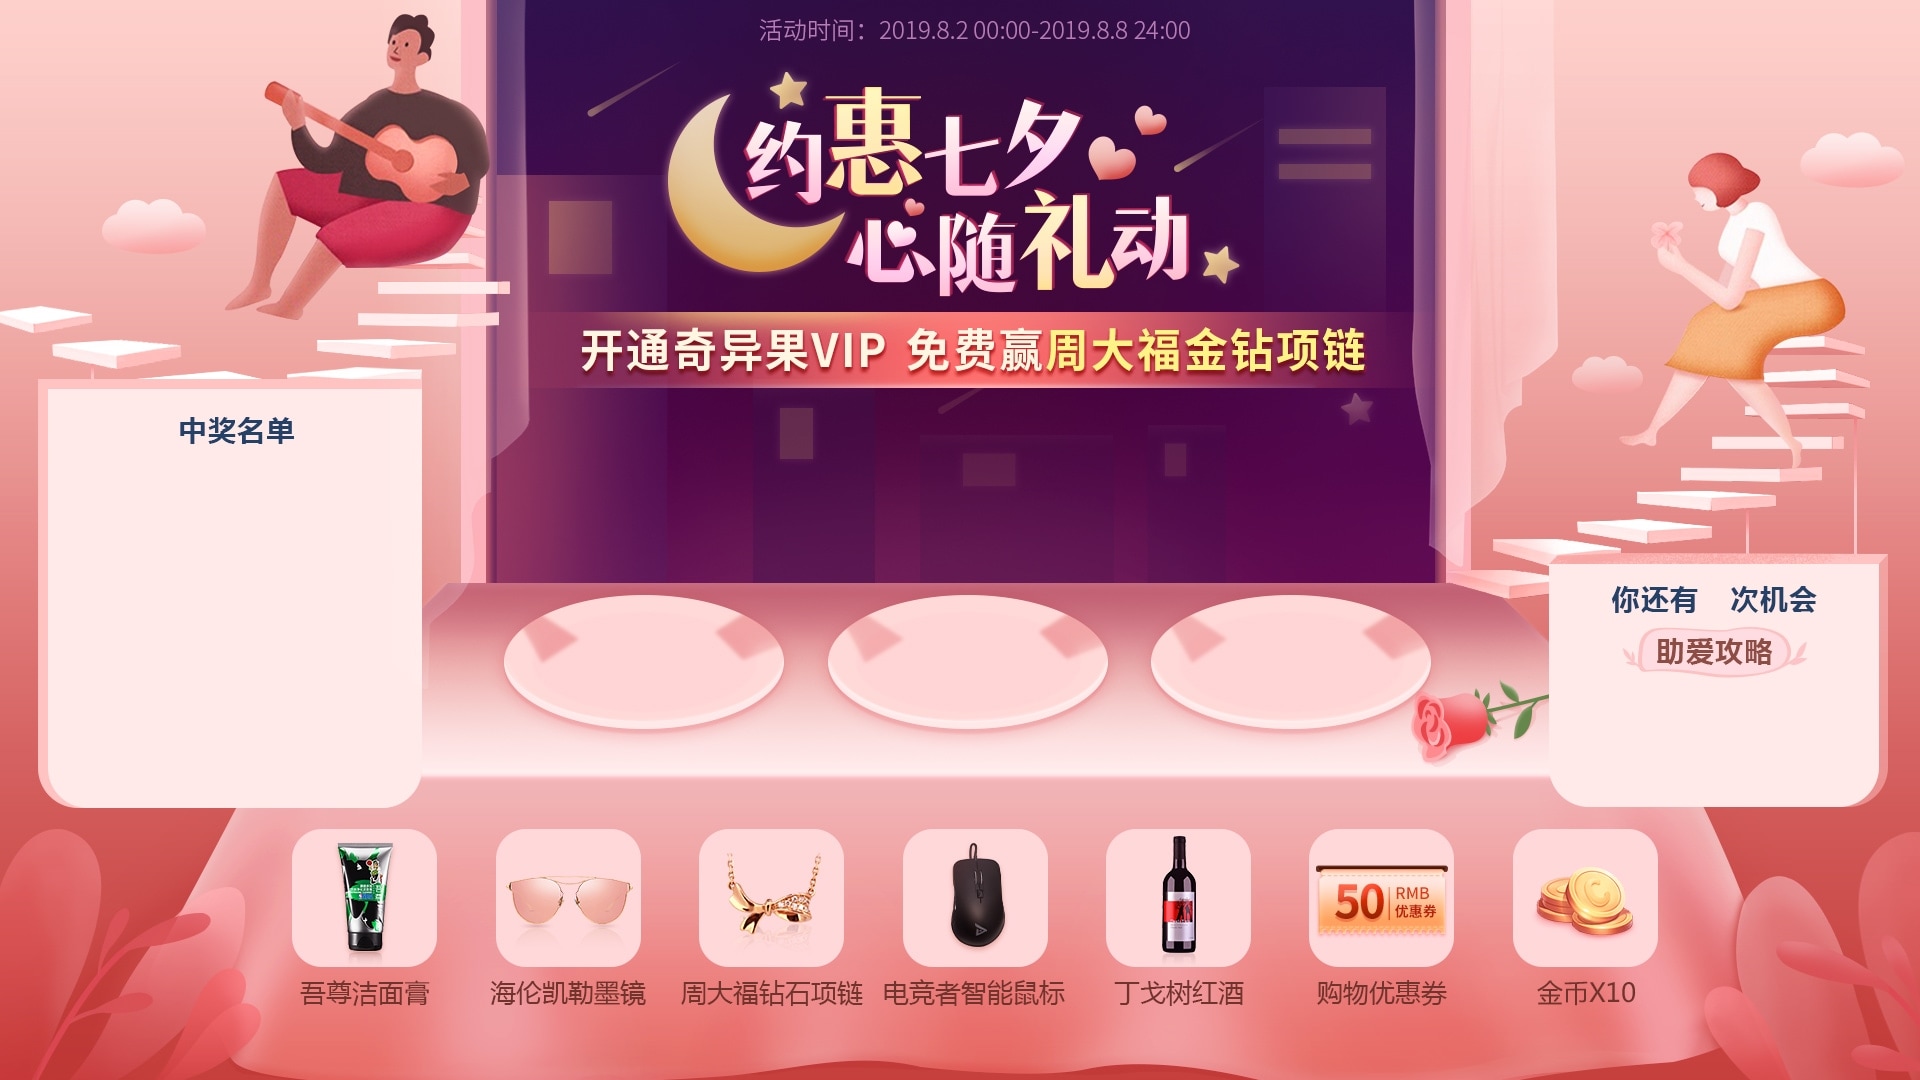 活动时间：2019.8.2 00:00-2019.8.8 24:00
约惠七夕
心随礼动
开通奇异果VIP 免费赢周大福金钻项链
中奖名单
你还有 次机会
助爱攻略
50 RMB
优惠券
吾尊洁面膏
海伦凯勒墨镜
周大福钻石项链
电竞者智能鼠标
丁戈树红酒
购物优惠券
金币X10